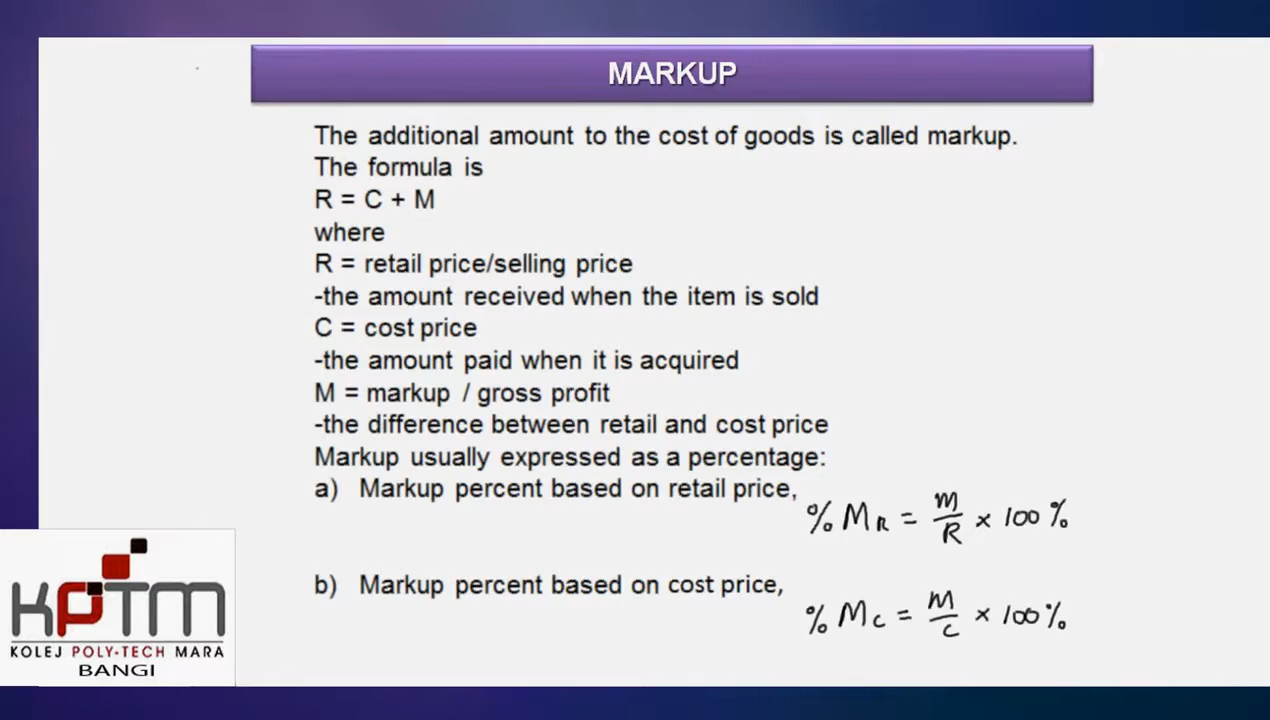 MARKUP
The additional amount to the cost of goods is called markup.
The formula is
R = C + M
where
R = retail price/selling price
-the amount received when the item is sold
C = cost price
-the amount paid when it is acquired
M = markup / gross profit
-the difference between retail and cost price
Markup usually expressed as a percentage:
a) Markup percent based on retail price,
% M_R = M/R × 100 %
b) Markup percent based on cost price,
% M_C = M/C × 100 %
KPTM
KOLEJ POLY-TECH MARA
BANGI